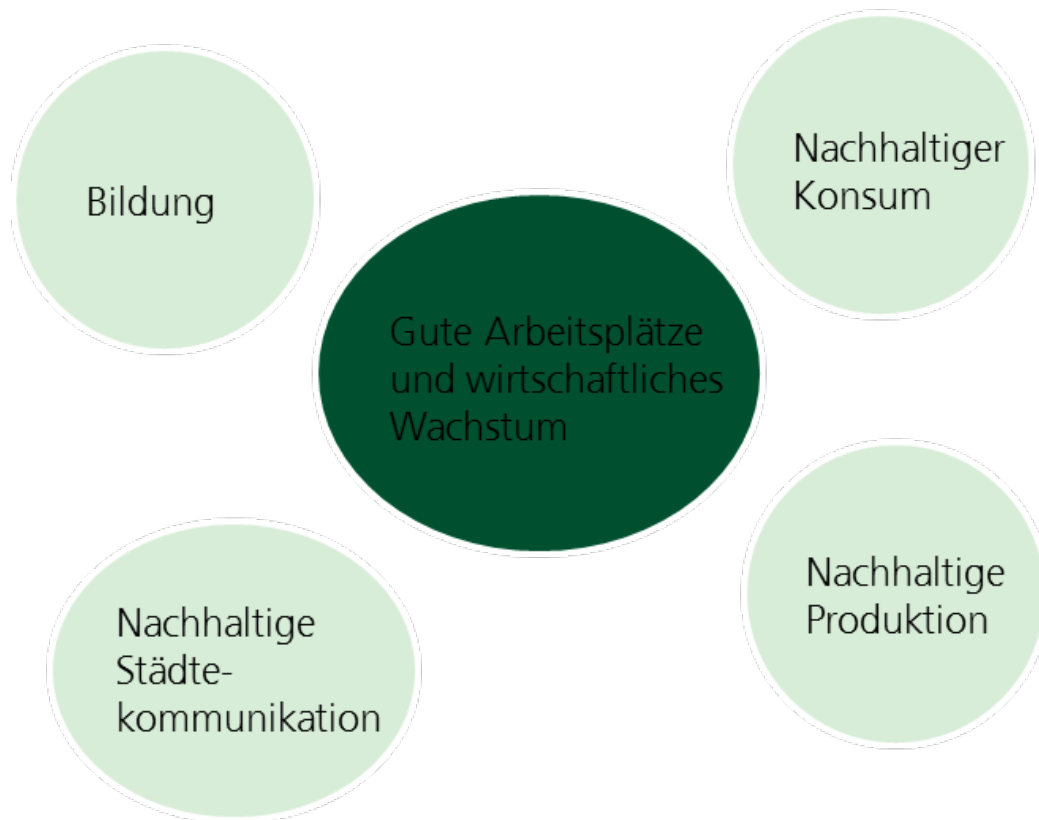 Bildung
Nachhaltiger
Konsum
Gute Arbeitsplätze
und wirtschaftliches
Wachstum
Nachhaltige
Produktion
Nachhaltige
Städte-
kommunikation